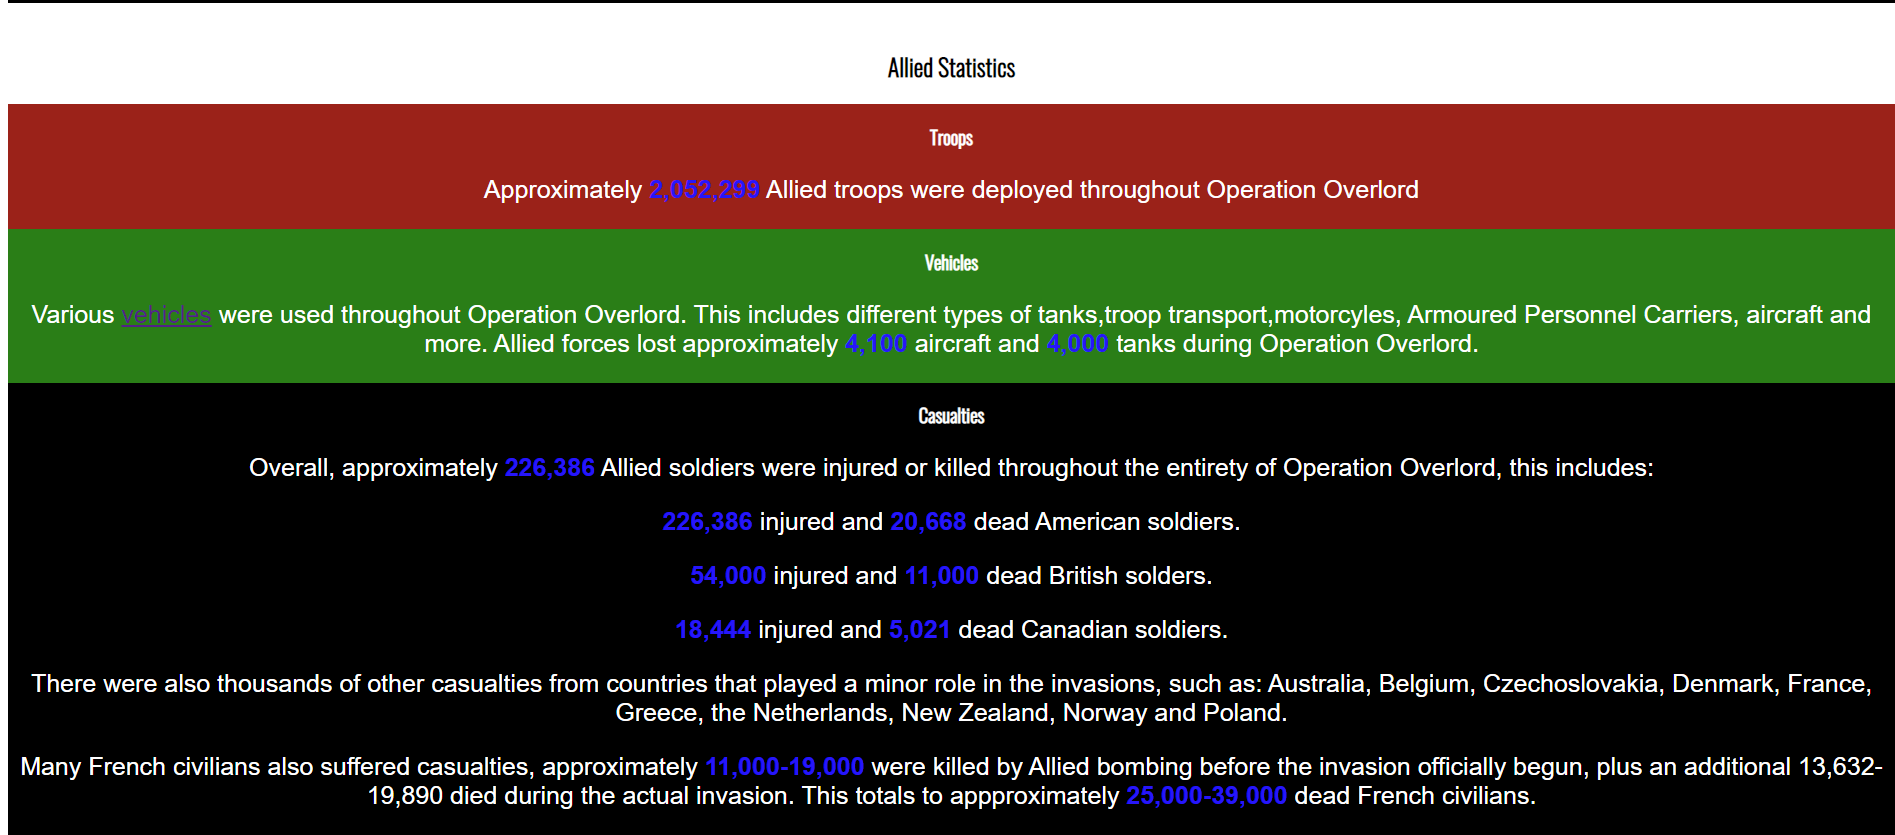 Allied Statistics
Troops
Approximately 2,052,299 Allied troops were deployed throughout Operation Overlord
Vehicles
Various vehicles were used throughout Operation Overlord. This includes different types of tanks,troop transport,motorcyles, Armoured Personnel Carriers, aircraft and
more. Allied forces lost approximately 4,100 aircraft and 4,000 tanks during Operation Overlord.
Casualties
Overall, approximately 226,386 Allied soldiers were injured or killed throughout the entirety of Operation Overlord, this includes:
226,386 injured and 20,668 dead American soldiers.
54,000 injured and 11,000 dead British solders.
18,444 injured and 5,021 dead Canadian soldiers.
There were also thousands of other casualties from countries that played a minor role in the invasions, such as: Australia, Belgium, Czechoslovakia, Denmark, France,
Greece, the Netherlands, New Zealand, Norway and Poland.
Many French civilians also suffered casualties, approximately 11,000-19,000 were killed by Allied bombing before the invasion officially begun, plus an additional 13,632-
19,890 died during the actual invasion. This totals to appproximately 25,000-39,000 dead French civilians.